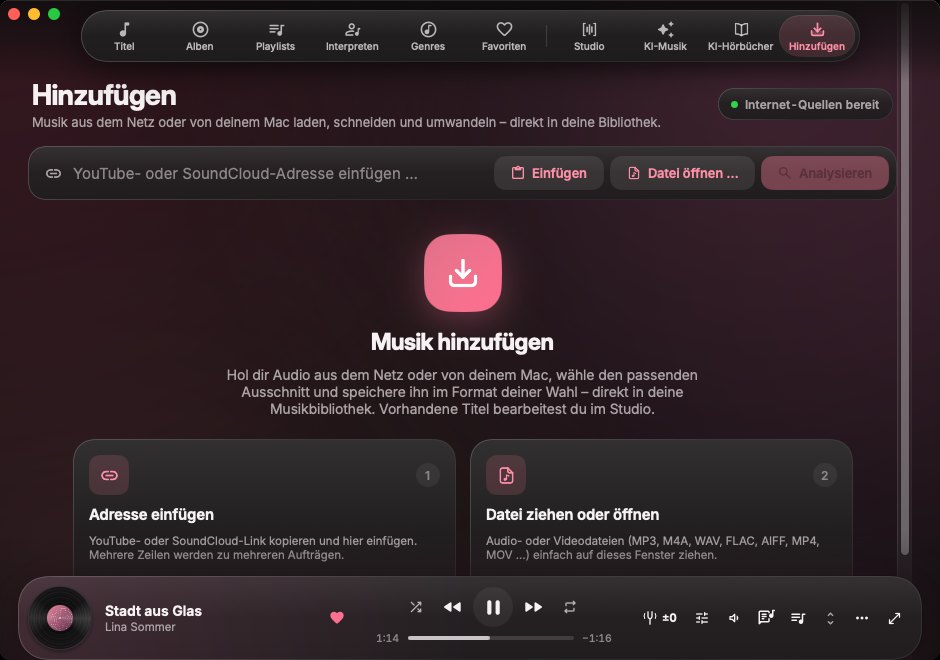 Titel
Alben
Playlists
Interpreten
Genres
Favoriten
Studio
KI-Musik
KI-Hörbücher
Hinzufügen
Hinzufügen
Musik aus dem Netz oder von deinem Mac laden, schneiden und umwandeln – direkt in deine Bibliothek.
Internet-Quellen bereit
YouTube- oder SoundCloud-Adresse einfügen ...
Einfügen
Datei öffnen ...
Analysieren
Musik hinzufügen
Hol dir Audio aus dem Netz oder von deinem Mac, wähle den passenden
Ausschnitt und speichere ihn im Format deiner Wahl – direkt in deine
Musikbibliothek. Vorhandene Titel bearbeitest du im Studio.
1
Adresse einfügen
YouTube- oder SoundCloud-Link kopieren und hier einfügen.
Mehrere Zeilen werden zu mehreren Aufträgen.
2
Datei ziehen oder öffnen
Audio- oder Videodateien (MP3, M4A, WAV, FLAC, AIFF, MP4,
MOV ...) einfach auf dieses Fenster ziehen.
Stadt aus Glas
Lina Sommer
1:14
−1:16
±0